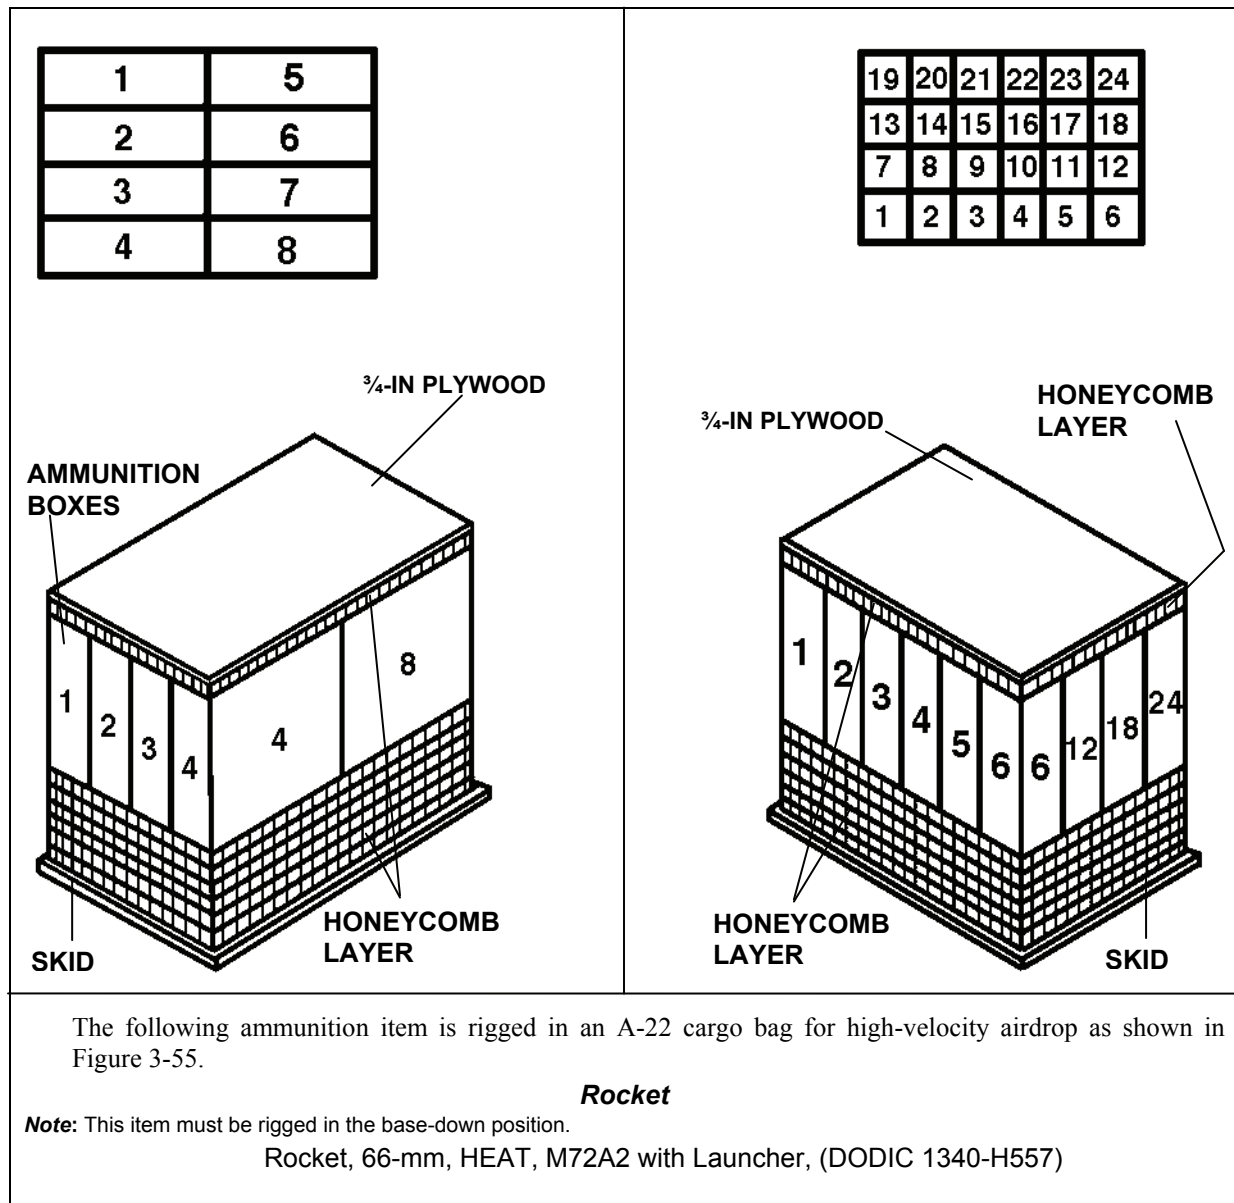 1 5
2 6
3 7
4 8
19 20 21 22 23 24
13 14 15 16 17 18
7 8 9 10 11 12
1 2 3 4 5 6
¾-IN PLYWOOD
AMMUNITION
BOXES
1 2 3 4 4 8
HONEYCOMB
LAYER
SKID
¾-IN PLYWOOD
HONEYCOMB
LAYER
1 2 3 4 5 6 6 12 18 24
HONEYCOMB
LAYER
SKID
The following ammunition item is rigged in an A-22 cargo bag for high-velocity airdrop as shown in
Figure 3-55.
Rocket
Note: This item must be rigged in the base-down position.
Rocket, 66-mm, HEAT, M72A2 with Launcher, (DODIC 1340-H557)